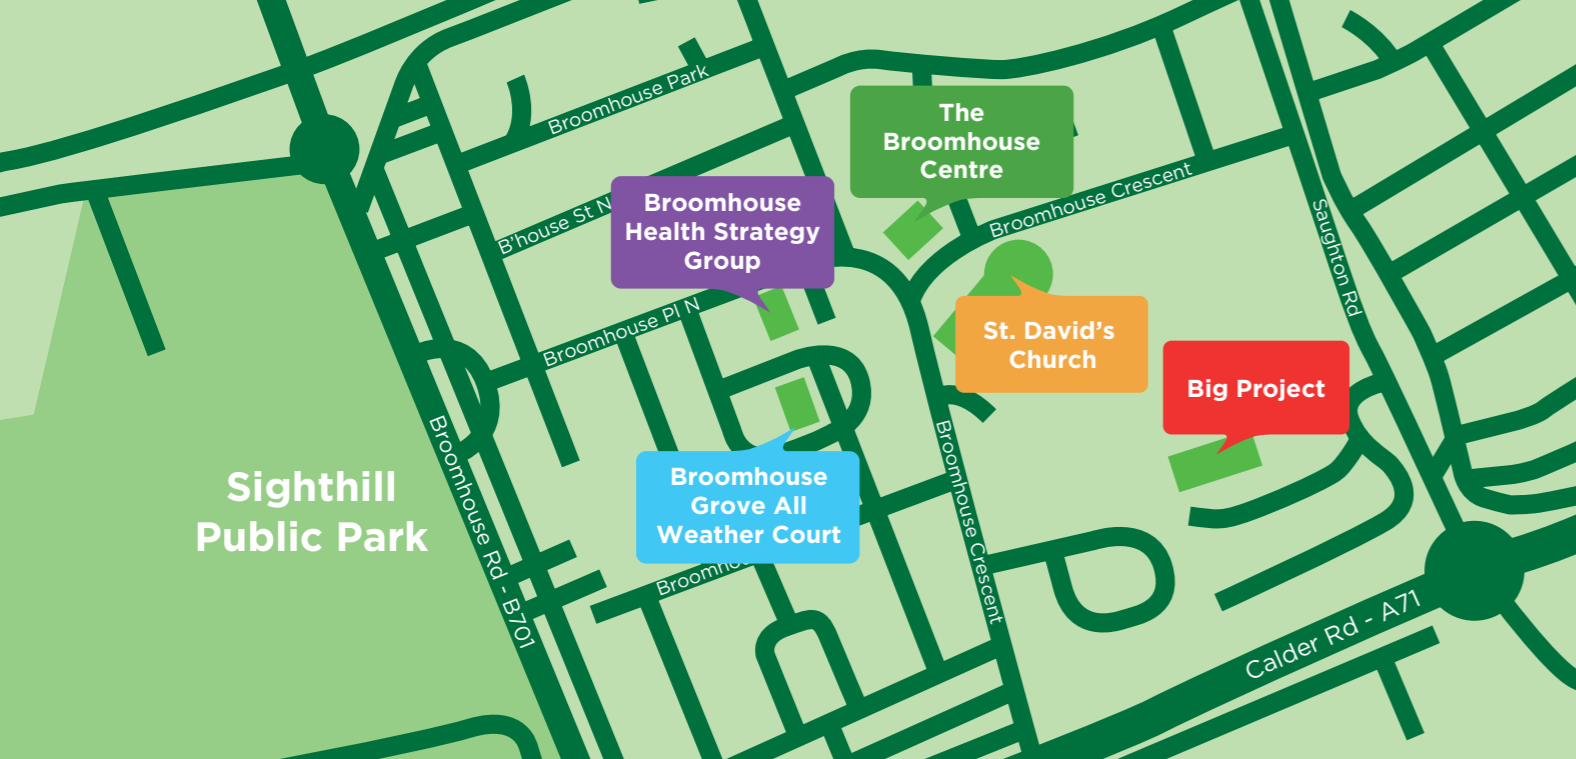 Broomhouse Park
The
Broomhouse
Centre
B'house St N
Broomhouse
Health Strategy
Group
Broomhouse Crescent
Saughton Rd
Broomhouse Pl N
St. David's
Church
Big Project
Broomhouse Rd - B701
Sighthill
Public Park
Broomhouse
Grove All
Weather Court
Broomhouse Crescent
Calder Rd - A71